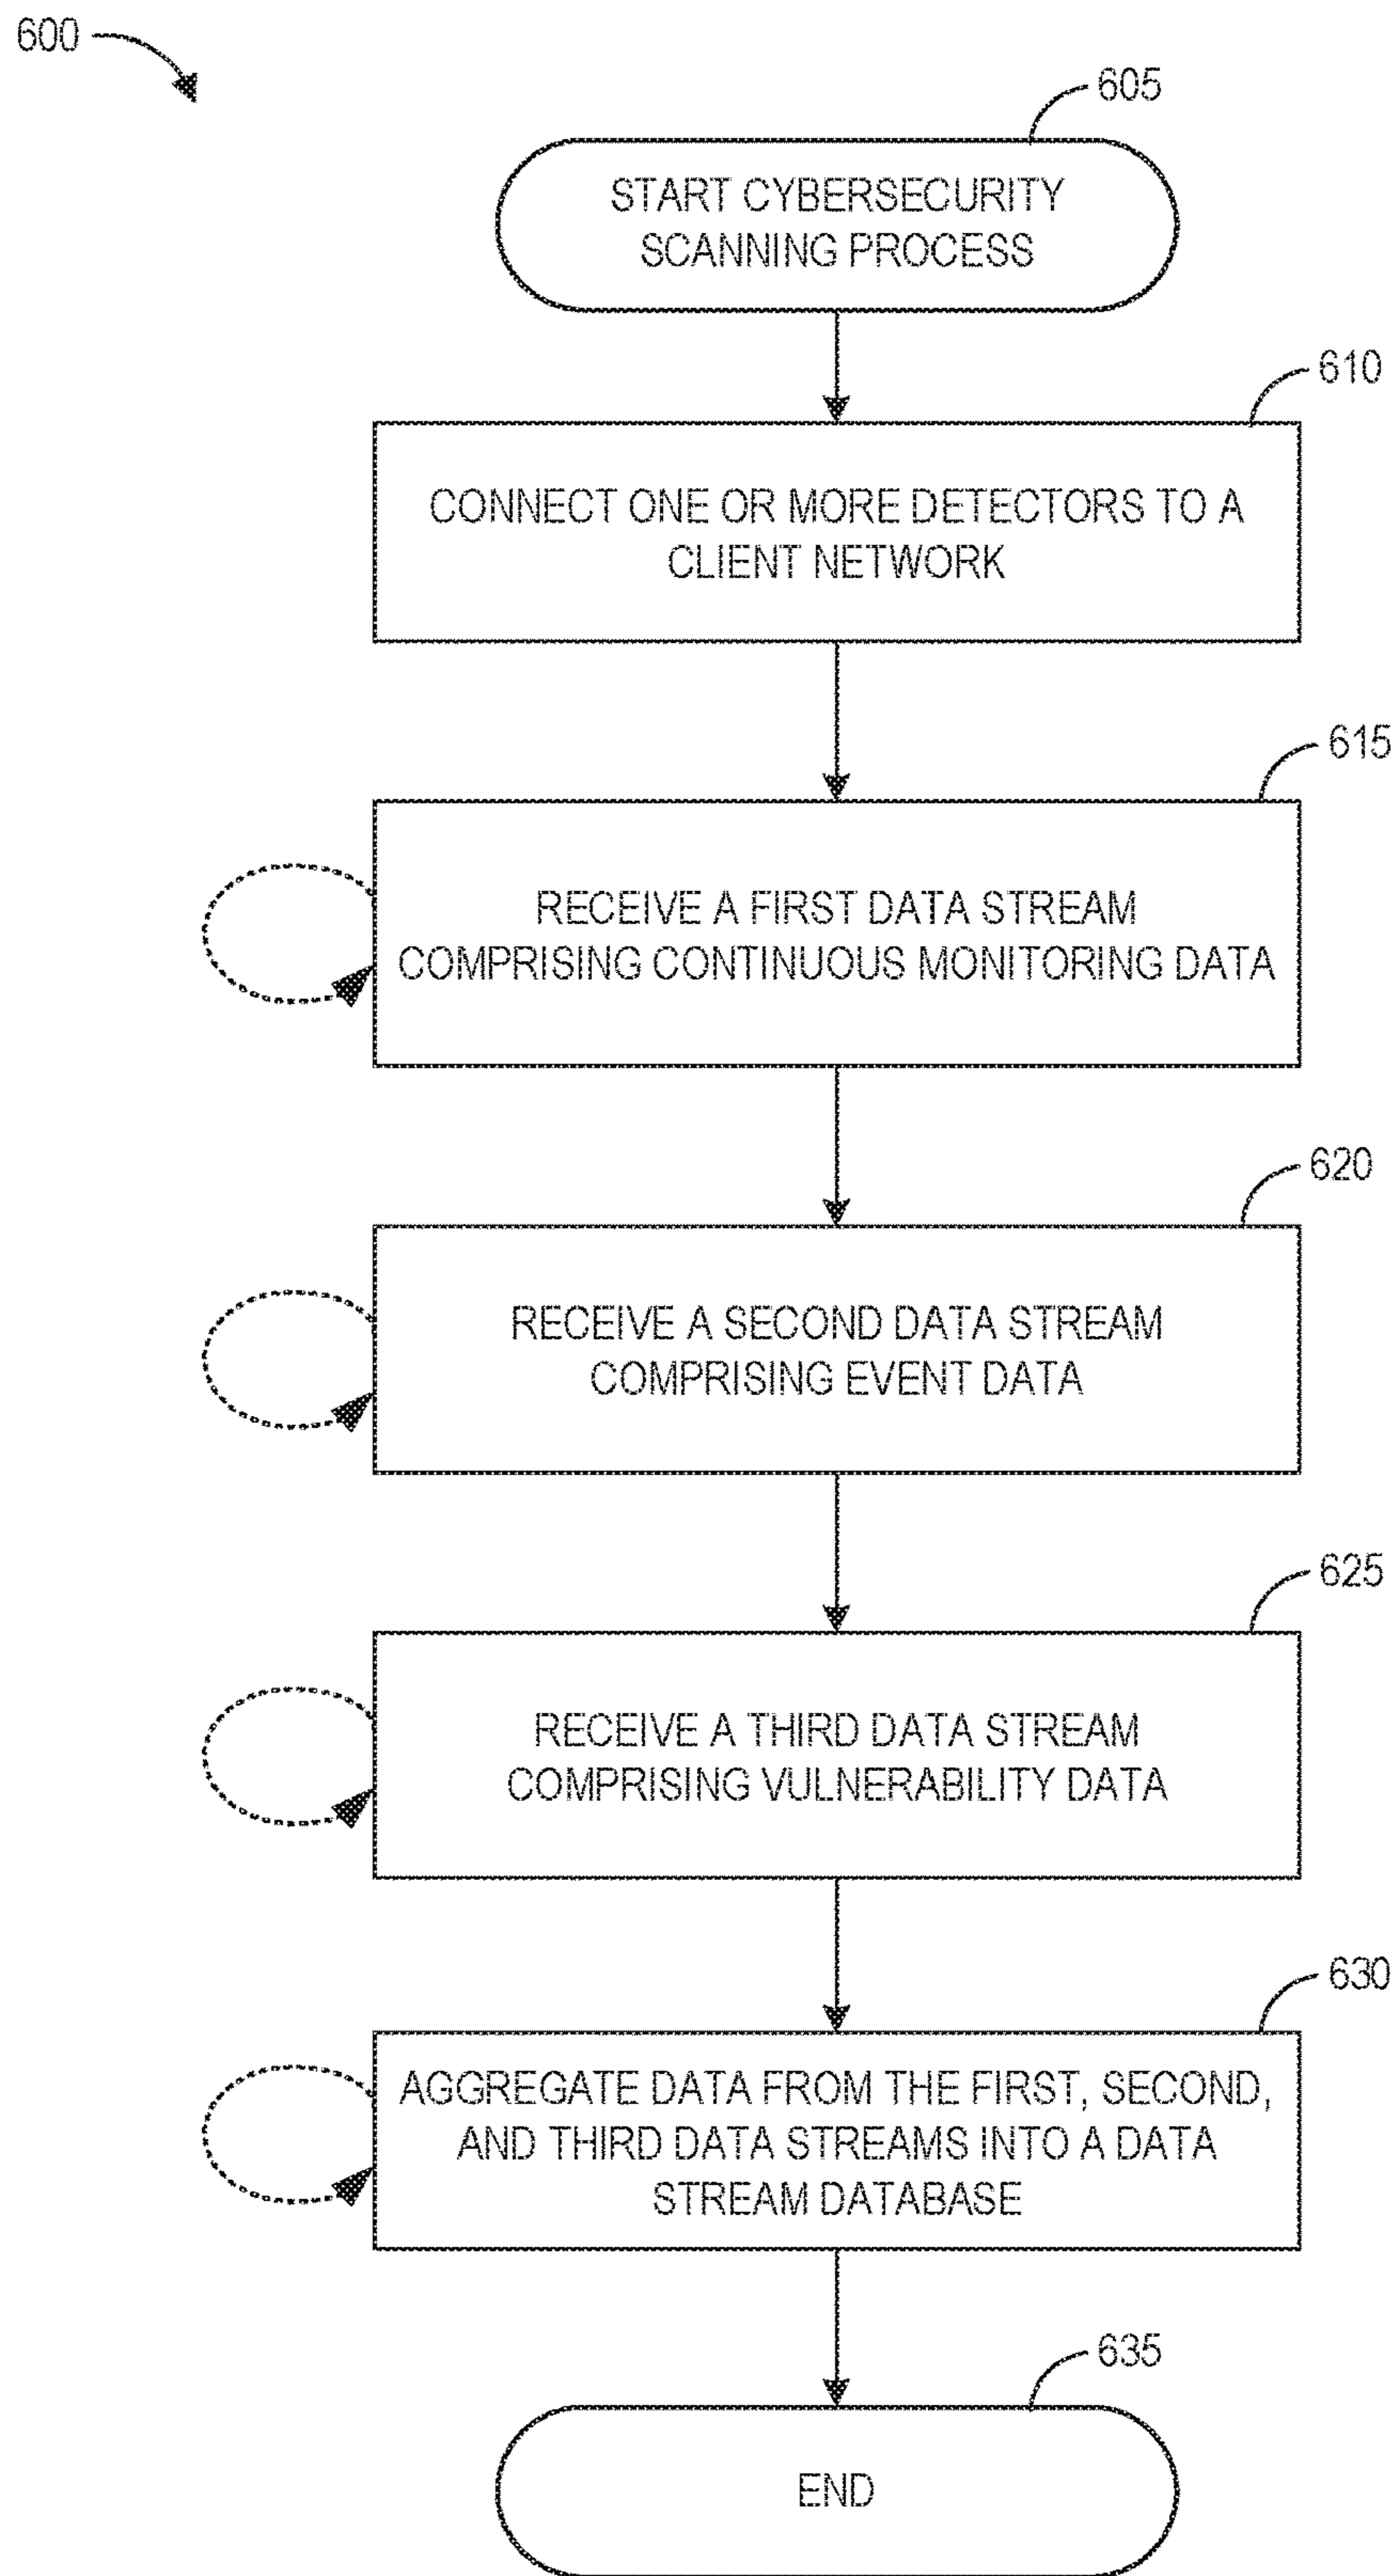 600
605
START CYBERSECURITY
SCANNING PROCESS
610
CONNECT ONE OR MORE DETECTORS TO A
CLIENT NETWORK
615
RECEIVE A FIRST DATA STREAM
COMPRISING CONTINUOUS MONITORING DATA
620
RECEIVE A SECOND DATA STREAM
COMPRISING EVENT DATA
625
RECEIVE A THIRD DATA STREAM
COMPRISING VULNERABILITY DATA
630
AGGREGATE DATA FROM THE FIRST, SECOND,
AND THIRD DATA STREAMS INTO A DATA
STREAM DATABASE
635
END